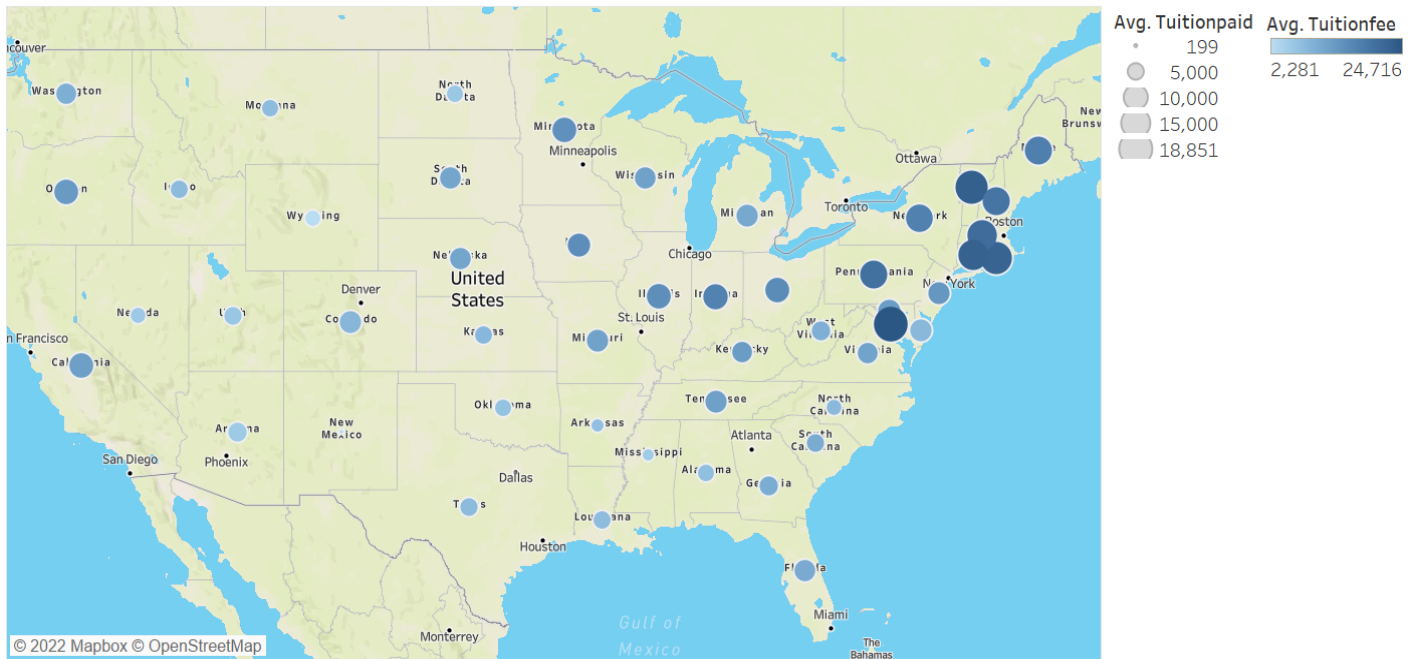 Avg. Tuitionpaid
199
5,000
10,000
15,000
18,851
Avg. Tuitionfee
2,281 24,716
ncouver
Washington
Montana
North
Dakota
Minnesota
Minneapolis
Ottawa
New
Brunsw
Maine
Oregon
Idaho
Wyoming
South
Dakota
Wisconsin
Michigan
Toronto
New York
Boston
Nebraska
United
States
Chicago
Pennsylvania
New York
Denver
Nevada
Utah
Colorado
Kansas
Illinois
Indiana
St. Louis
Missouri
West
Virginia
Kentucky
Virginia
n Francisco
California
Arizona
Phoenix
New
Mexico
Oklahoma
Arkansas
Tennessee
North
Carolina
South
Carolina
Atlanta
Mississippi
Alabama
Georgia
San Diego
Dallas
Texas
Louisiana
Houston
Florida
Miami
Gulf of
Mexico
The
Bahamas
Monterrey
© 2022 Mapbox © OpenStreetMap